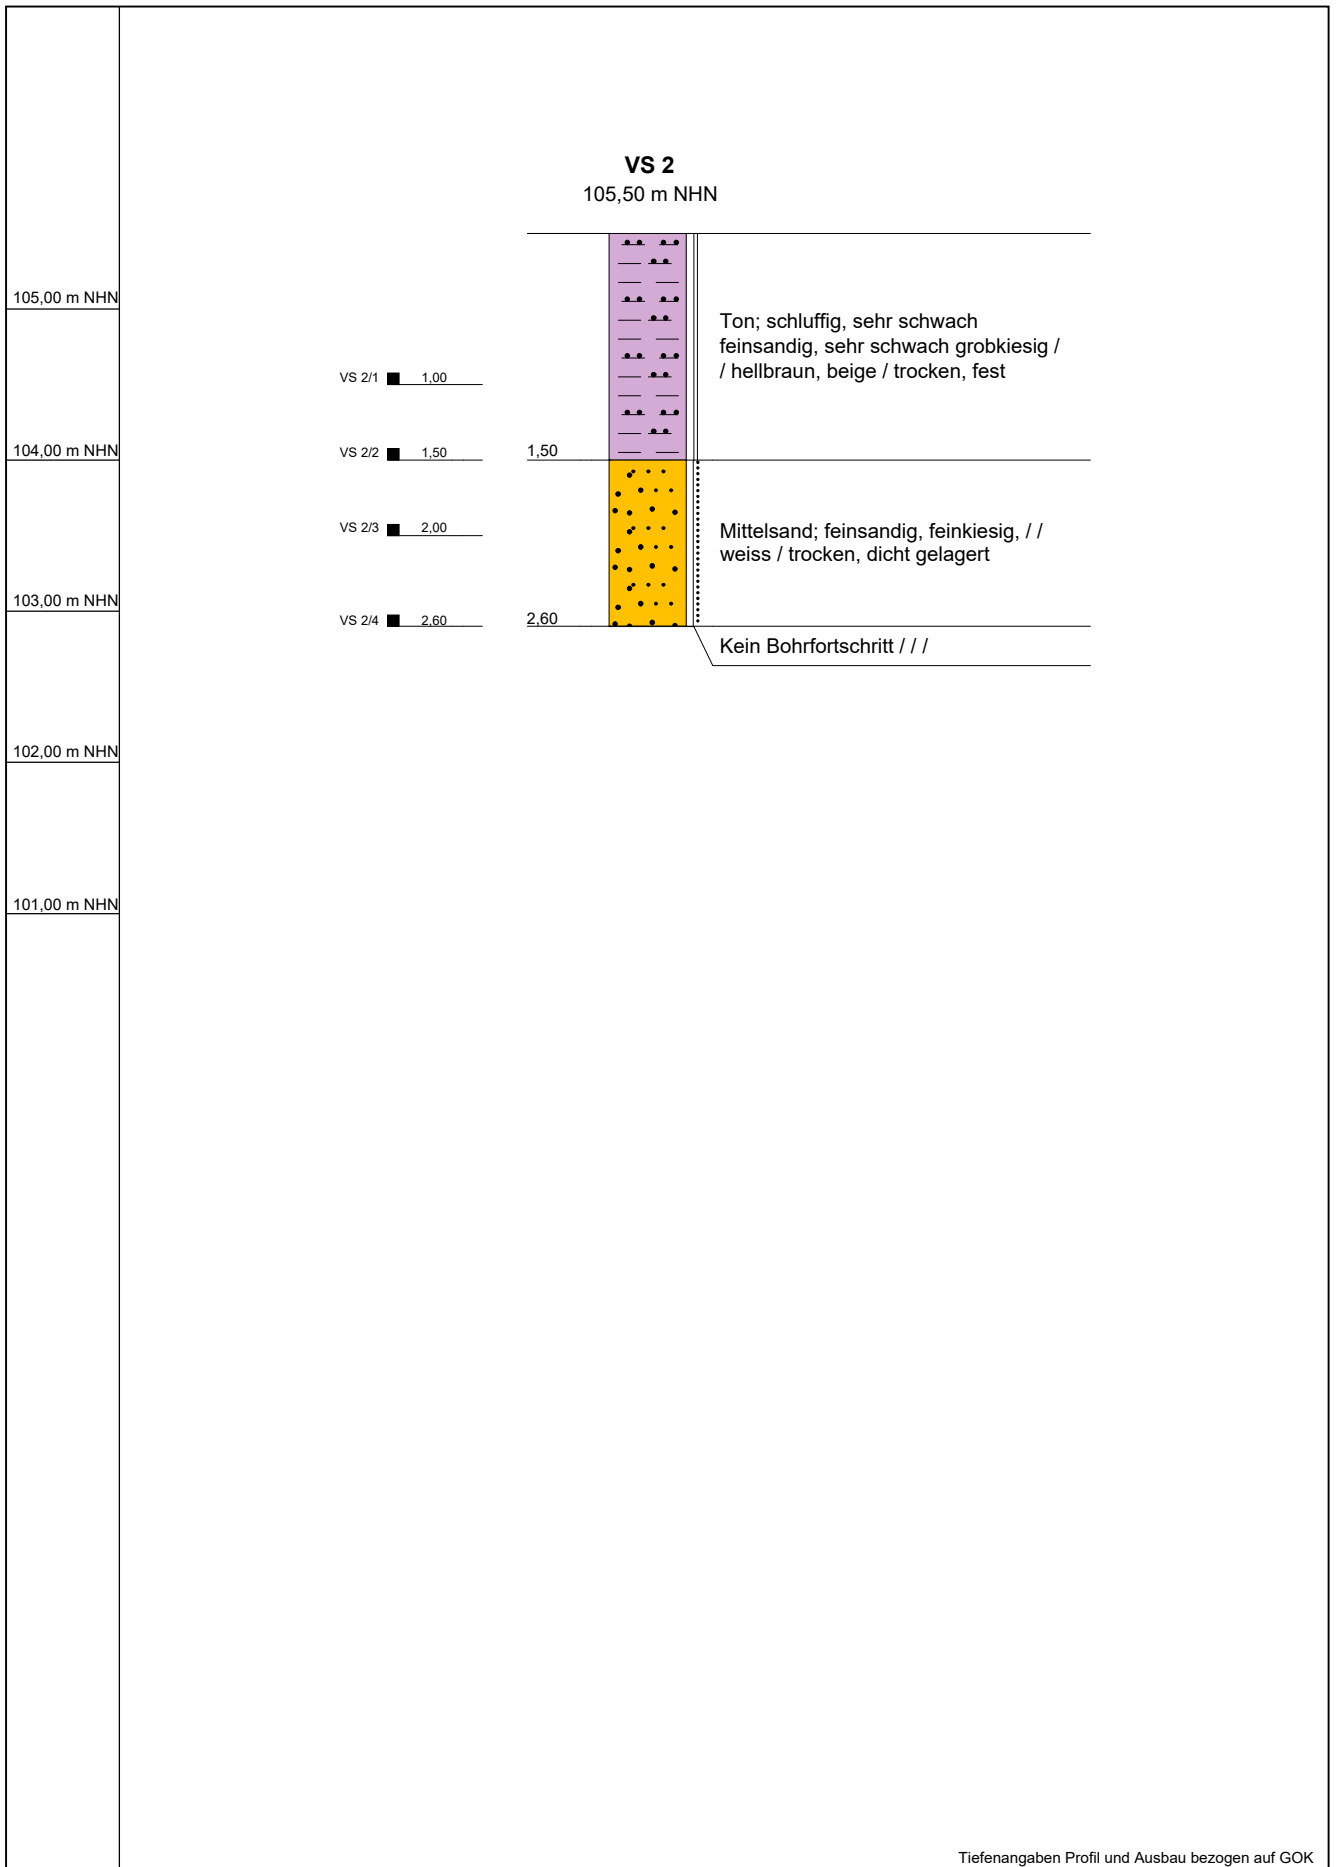 VS 2
105,50 m NHN
105,00 m NHN
Ton; schluffig, sehr schwach
feinsandig, sehr schwach grobkiesig /
/ hellbraun, beige / trocken, fest
VS 2/1 1,00
104,00 m NHN
VS 2/2 1,50
1,50
VS 2/3 2,00
Mittelsand; feinsandig, feinkiesig, / /
weiss / trocken, dicht gelagert
103,00 m NHN
VS 2/4 2,60
2,60
Kein Bohrfortschritt / / /
102,00 m NHN
101,00 m NHN
Tiefenangaben Profil und Ausbau bezogen auf GOK